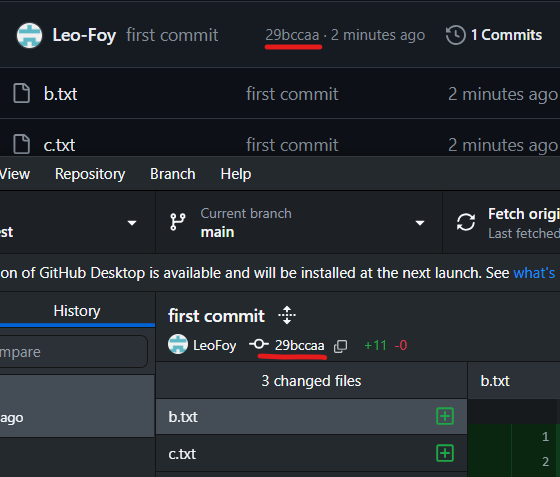 Leo-Foy first commit 29bccaa · 2 minutes ago 1 Commits
b.txt first commit 2 minutes ago
c.txt first commit 2 minutes ago
View Repository Branch Help
Current branch
main
Fetch origi
Last fetched
est
on of GitHub Desktop is available and will be installed at the next launch. See what's
History
mpare
ago
first commit
LeoFoy 29bccaa +11 -0
3 changed files
b.txt
c.txt
b.txt
1
2